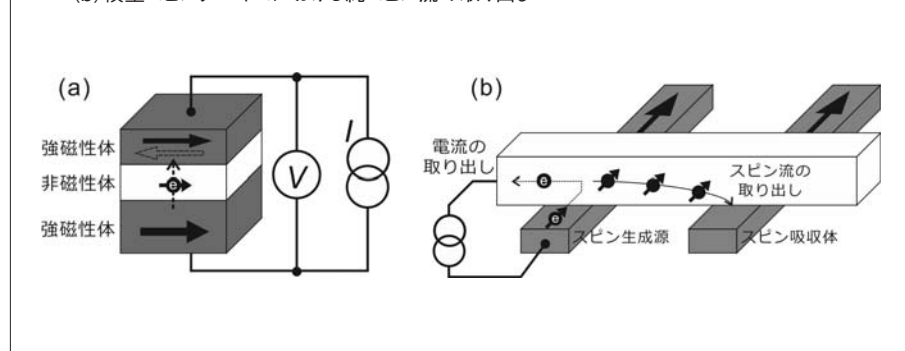 (a)
強磁性体
非磁性体
強磁性体
e
V
I
(b)
電流の
取り出し
スピン流の
取り出し
e
e
スピン生成源
スピン吸収体